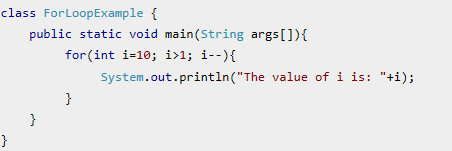 class ForLoopExample {
    public static void main(String args[]){
        for(int i=10; i>1; i--){
            System.out.println("The value of i is: "+i);
        }
    }
}